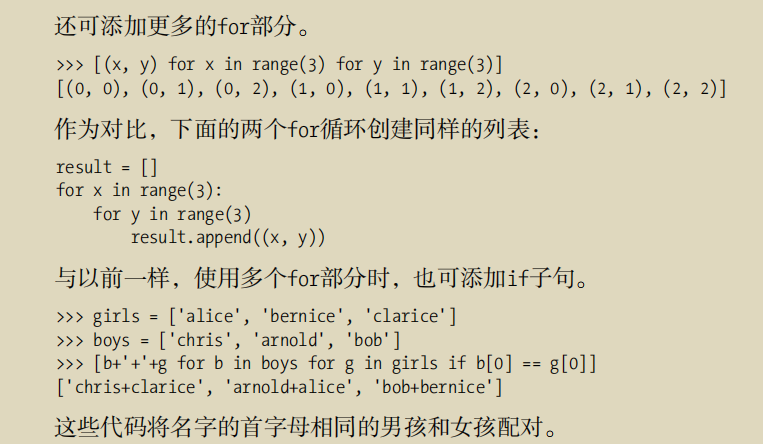 还可添加更多的for部分。
>>> [(x, y) for x in range(3) for y in range(3)]
[(0, 0), (0, 1), (0, 2), (1, 0), (1, 1), (1, 2), (2, 0), (2, 1), (2, 2)]
作为对比，下面的两个for循环创建同样的列表：
result = []
for x in range(3):
    for y in range(3)
        result.append((x, y))
与以前一样，使用多个for部分时，也可添加if子句。
>>> girls = ['alice', 'bernice', 'clarice']
>>> boys = ['chris', 'arnold', 'bob']
>>> [b+'+'+g for b in boys for g in girls if b[0] == g[0]]
['chris+clarice', 'arnold+alice', 'bob+bernice']
这些代码将名字的首字母相同的男孩和女孩配对。